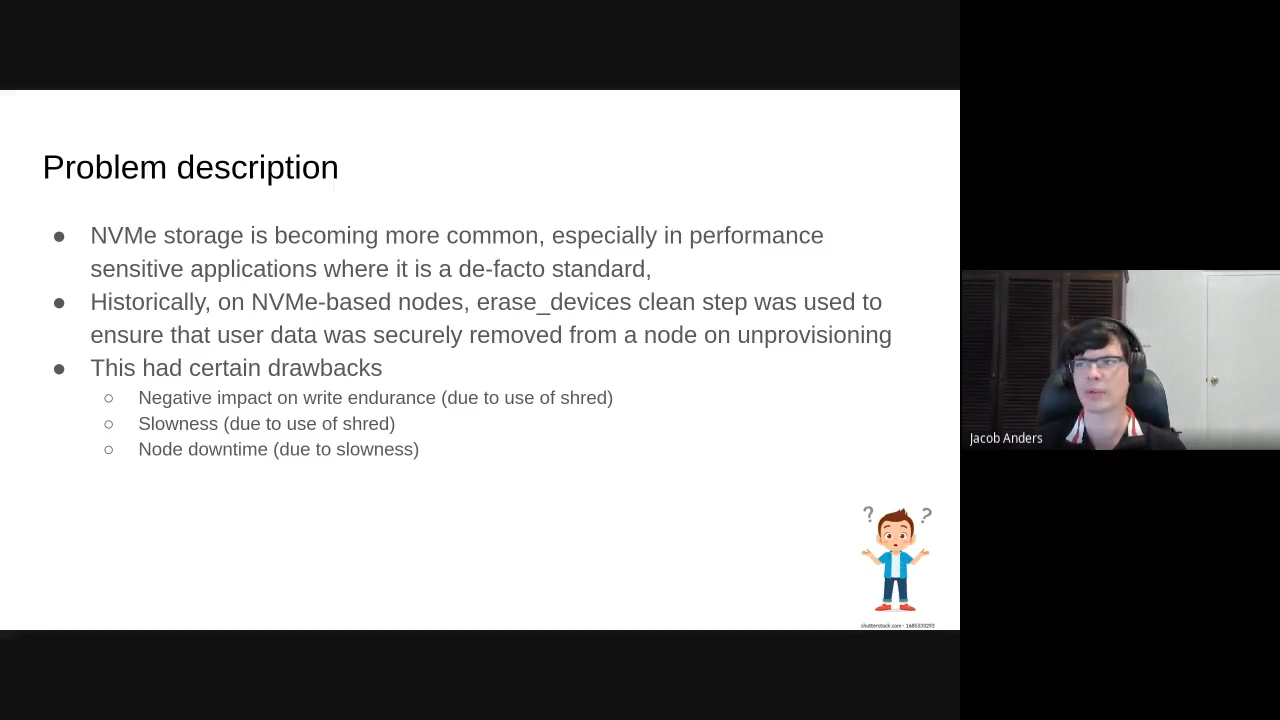 Problem description
● NVMe storage is becoming more common, especially in performance
sensitive applications where it is a de-facto standard,
● Historically, on NVMe-based nodes, erase_devices clean step was used to
ensure that user data was securely removed from a node on unprovisioning
● This had certain drawbacks
○ Negative impact on write endurance (due to use of shred)
○ Slowness (due to use of shred)
○ Node downtime (due to slowness)
? ?
shutterstock.com · 1685333293
Jacob Anders